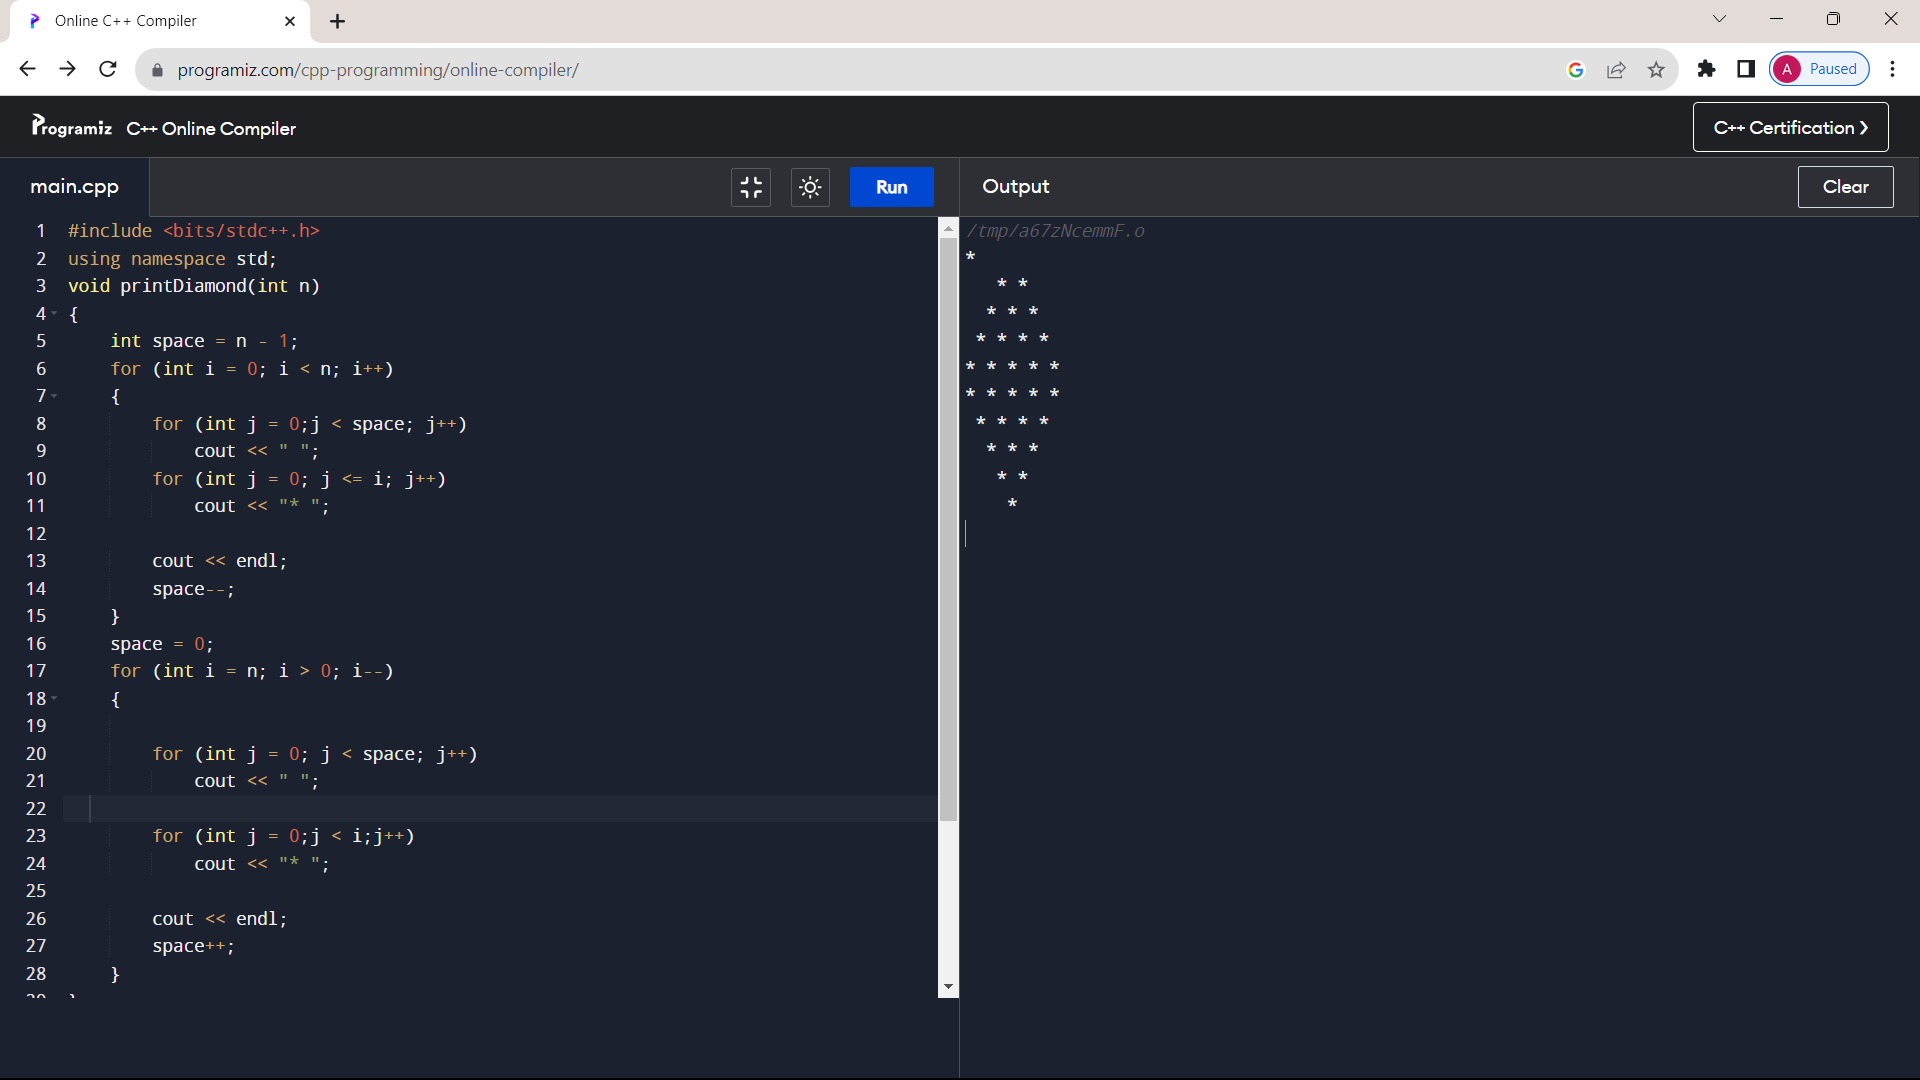 Online C++ Compiler
programiz.com/cpp-programming/online-compiler/
A Paused
Programiz C++ Online Compiler
C++ Certification ❯
main.cpp
Run
Output
Clear
1 #include <bits/stdc++.h>
2 using namespace std;
3 void printDiamond(int n)
4 {
5     int space = n - 1;
6     for (int i = 0; i < n; i++)
7     {
8         for (int j = 0;j < space; j++)
9             cout << " ";
10         for (int j = 0; j <= i; j++)
11             cout << "* ";
12
13         cout << endl;
14         space--;
15     }
16     space = 0;
17     for (int i = n; i > 0; i--)
18     {
19
20         for (int j = 0; j < space; j++)
21             cout << " ";
22
23         for (int j = 0;j < i;j++)
24             cout << "* ";
25
26         cout << endl;
27         space++;
28     }
/tmp/a67zNcemmF.o
*
   * *
  * * *
 * * * *
* * * * *
* * * * *
 * * * *
  * * *
   * *
    *